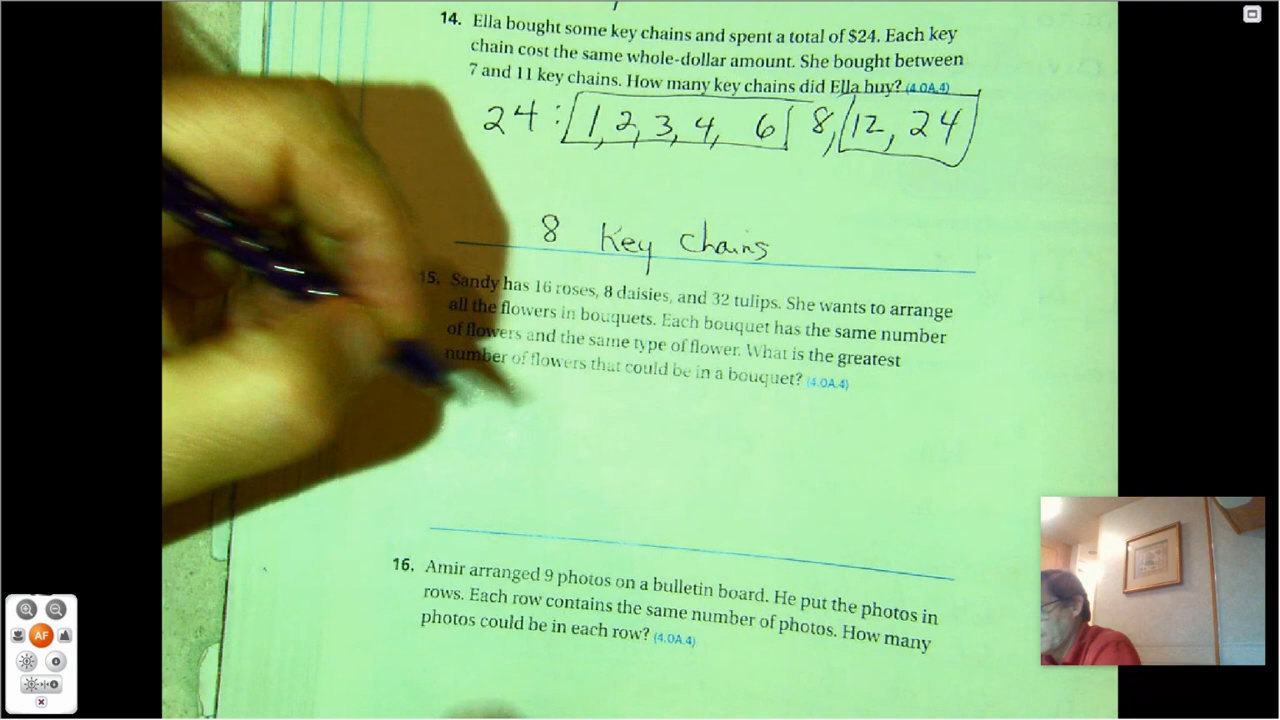 14. Ella bought some key chains and spent a total of $24. Each key
chain cost the same whole-dollar amount. She bought between
7 and 11 key chains. How many key chains did Ella buy? (4.OA.4)
24 : 1, 2, 3, 4, 6 8, 12, 24
8 Key Chains
15. Sandy has 16 roses, 8 daisies, and 32 tulips. She wants to arrange
all the flowers in bouquets. Each bouquet has the same number
of flowers and the same type of flower. What is the greatest
number of flowers that could be in a bouquet? (4.OA.4)
16. Amir arranged 9 photos on a bulletin board. He put the photos in
rows. Each row contains the same number of photos. How many
photos could be in each row? (4.OA.4)
AF